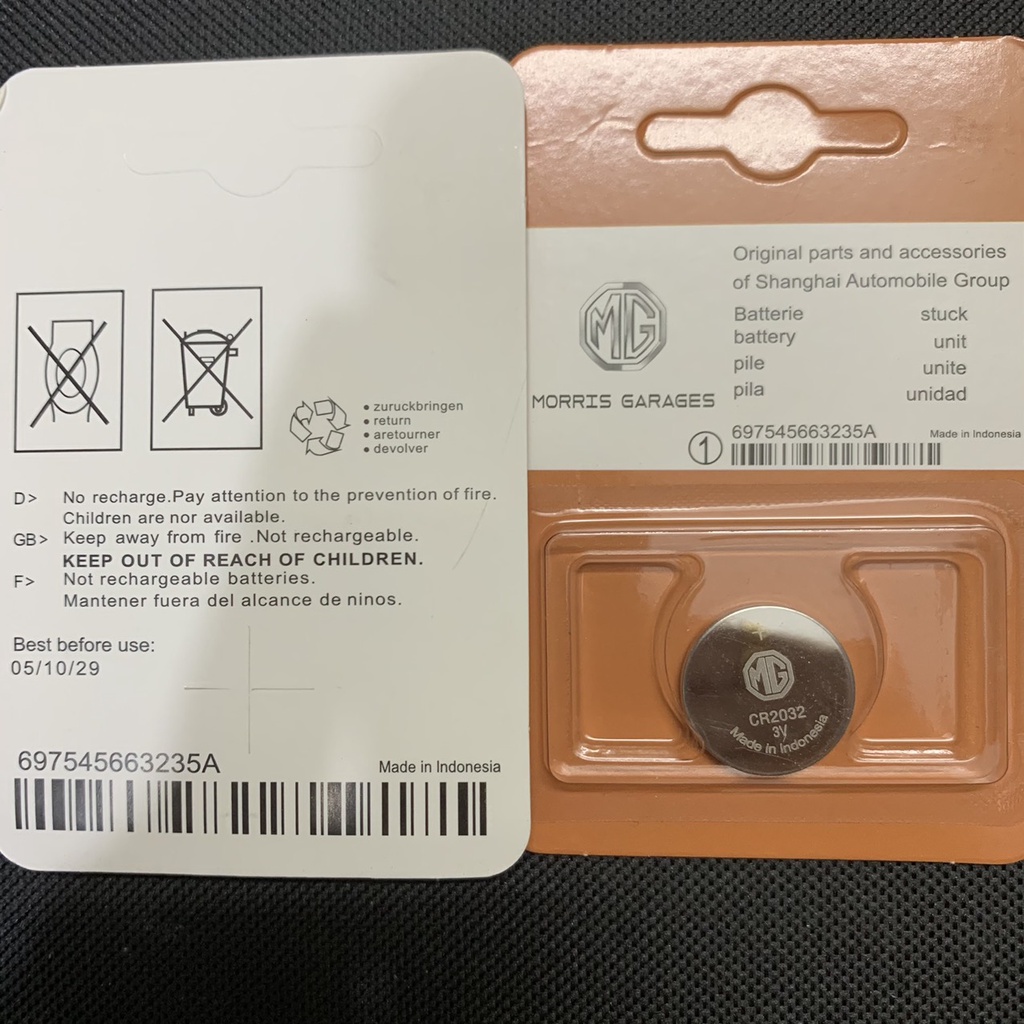 zuruckbringen
return
aretourner
devolver
D> No recharge.Pay attention to the prevention of fire.
Children are nor available.
GB> Keep away from fire .Not rechargeable.
KEEP OUT OF REACH OF CHILDREN.
F> Not rechargeable batteries.
Mantener fuera del alcance de ninos.
Best before use:
05/10/29
697545663235A
Made in Indonesia
Original parts and accessories
of Shanghai Automobile Group
MG
MORRIS GARAGES
Batterie stuck
battery unit
pile unite
pila unidad
1 697545663235A Made in Indonesia
+
MG
CR2032
3V
Made in Indonesia